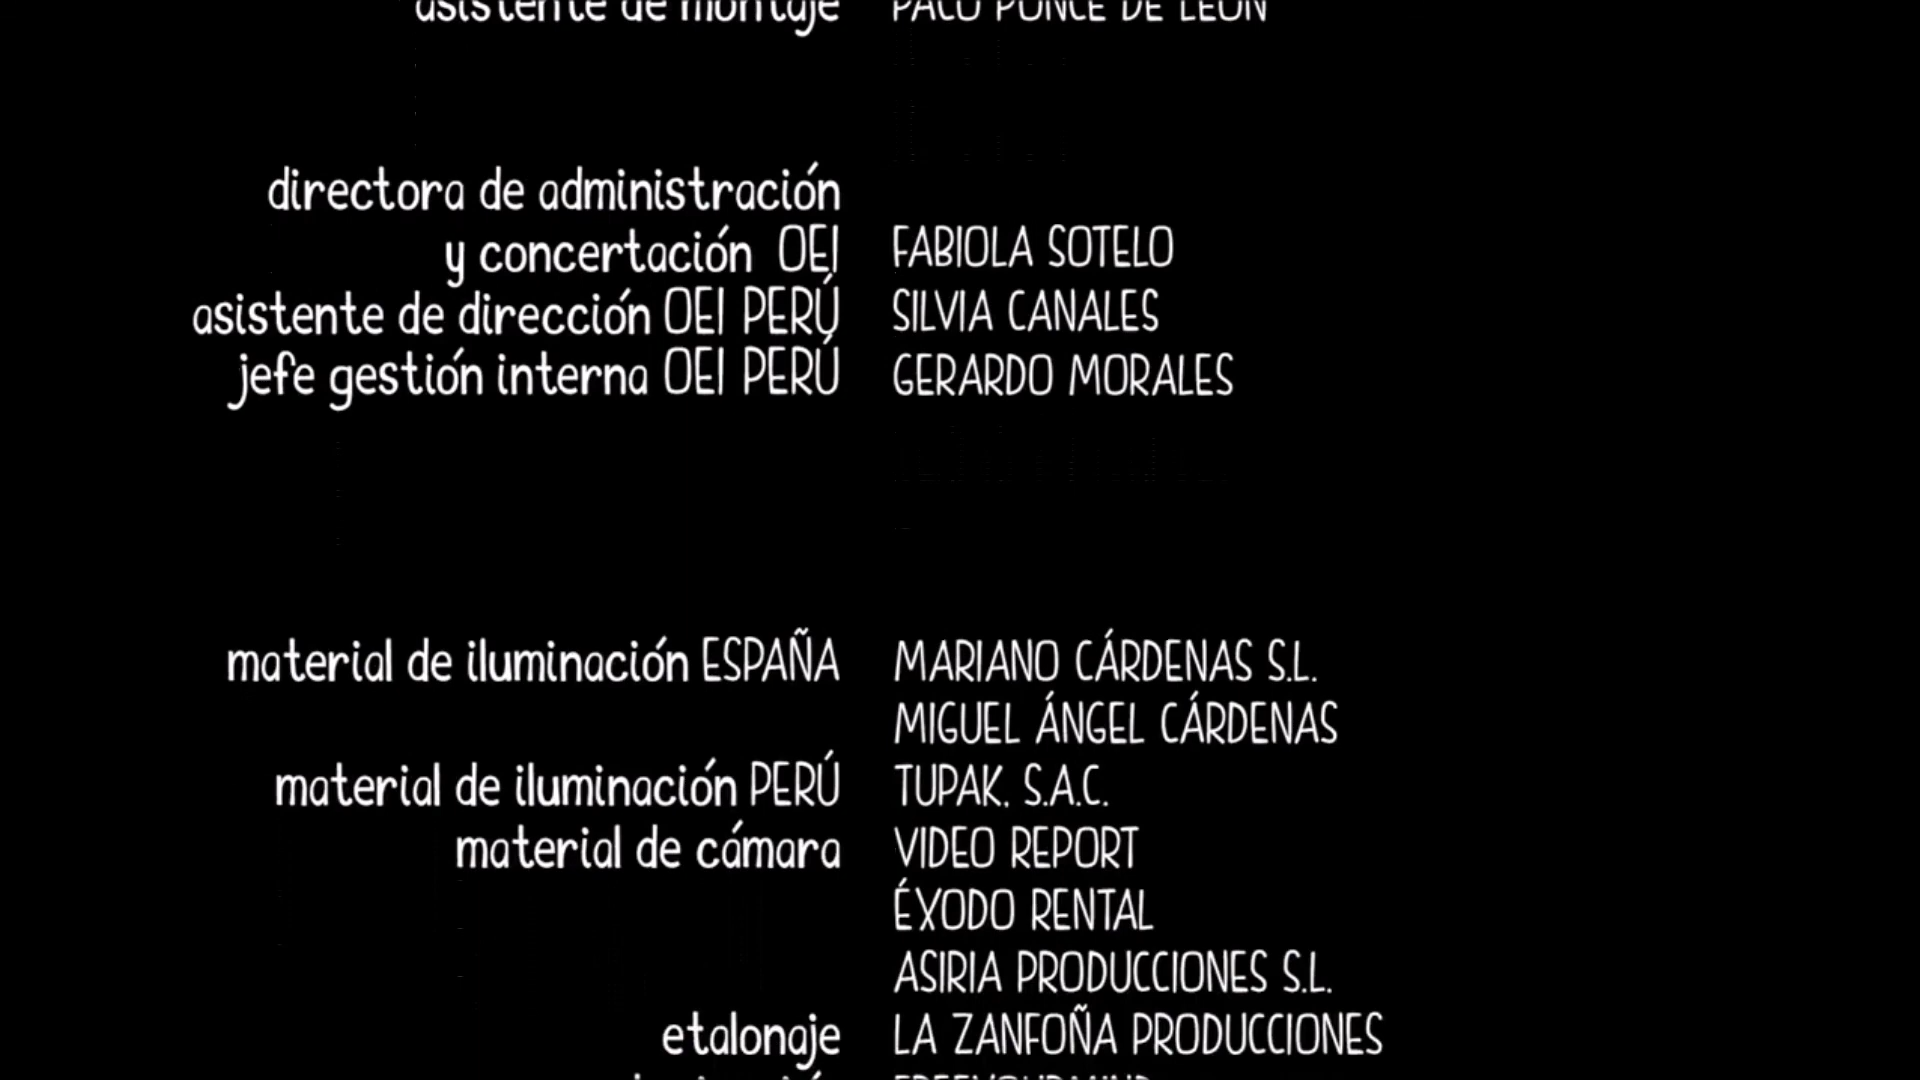 asistente de montaje PACO PONCE DE LEÓN
directora de administración
y concertación OEI FABIOLA SOTELO
asistente de dirección OEI PERÚ SILVIA CANALES
jefe gestión interna OEI PERÚ GERARDO MORALES
material de iluminación ESPAÑA MARIANO CÁRDENAS S.L.
MIGUEL ÁNGEL CÁRDENAS
material de iluminación PERÚ TUPAK. S.A.C.
material de cámara VIDEO REPORT
ÉXODO RENTAL
ASIRIA PRODUCCIONES S.L.
etalonaje LA ZANFOÑA PRODUCCIONES